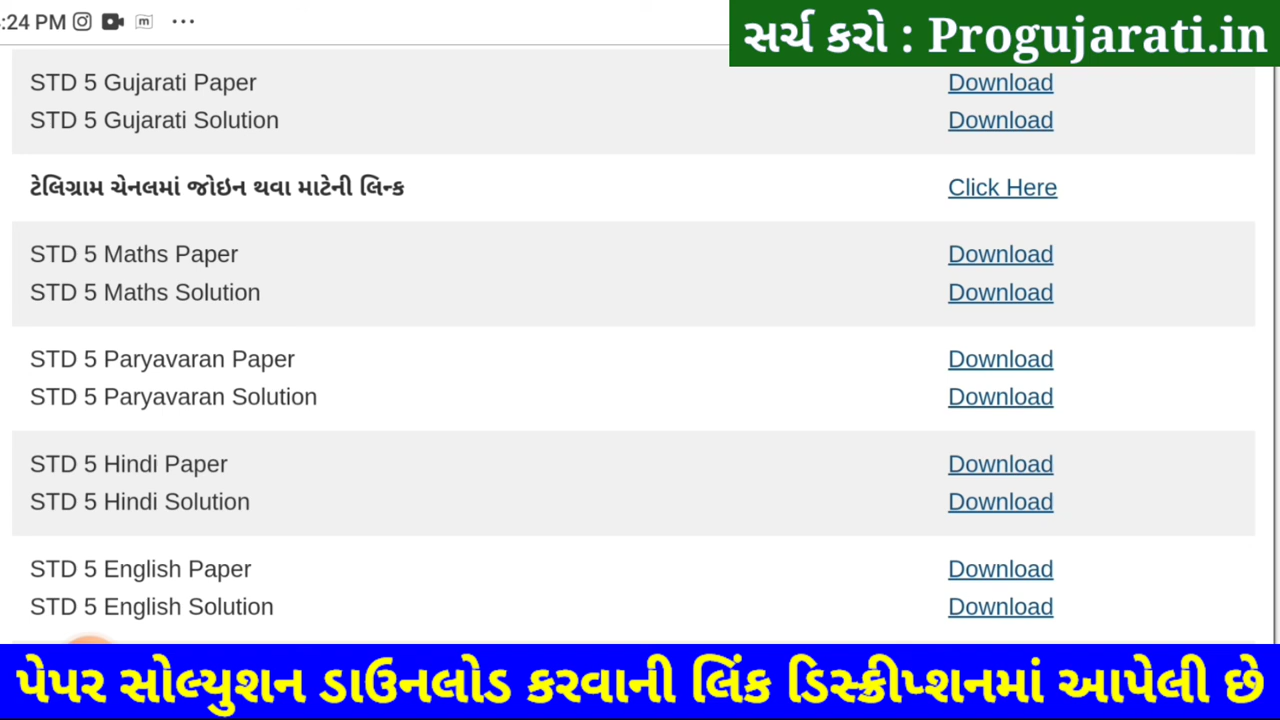 :24 PM
સર્ચ કરો : Progujarati.in
STD 5 Gujarati Paper Download
STD 5 Gujarati Solution Download
ટેલિગ્રામ ચેનલમાં જોઇન થવા માટેની લિન્ક Click Here
STD 5 Maths Paper Download
STD 5 Maths Solution Download
STD 5 Paryavaran Paper Download
STD 5 Paryavaran Solution Download
STD 5 Hindi Paper Download
STD 5 Hindi Solution Download
STD 5 English Paper Download
STD 5 English Solution Download
પેપર સોલ્યુશન ડાઉનલોડ કરવાની લિંક ડિસ્ક્રીપ્શનમાં આપેલી છે